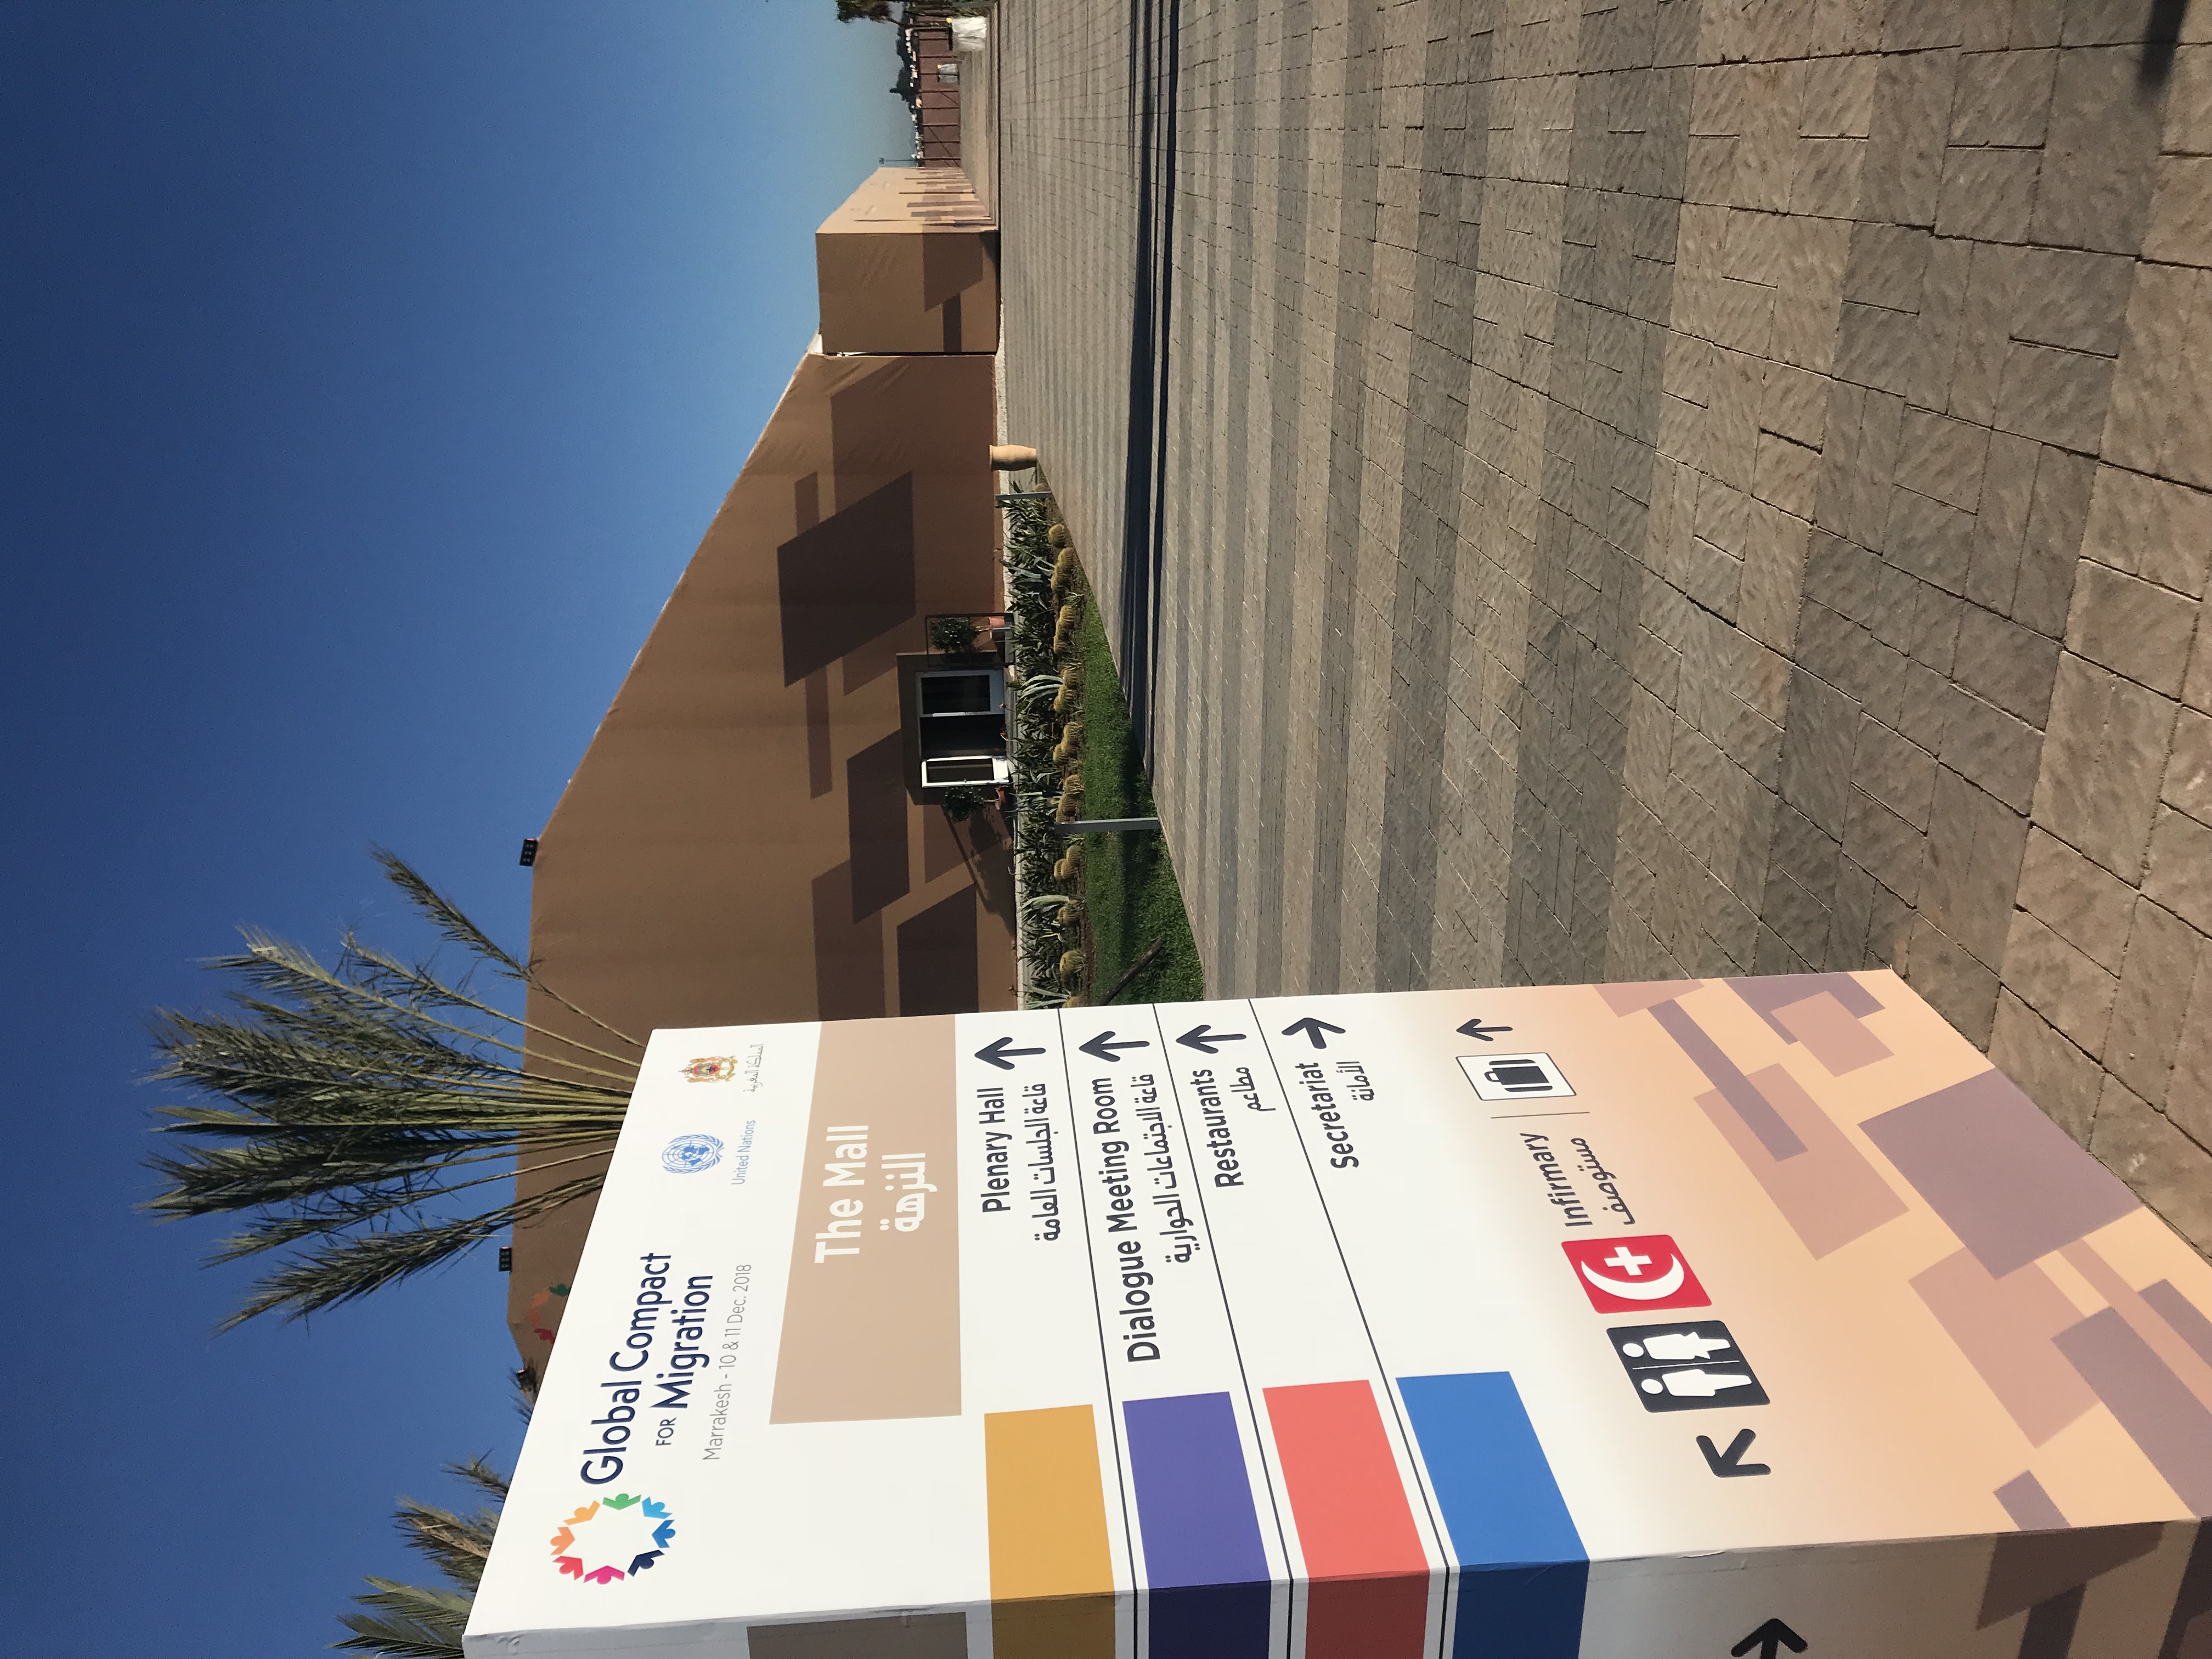 Global Compact
FOR Migration
Marrakesh - 10 & 11 Dec. 2018
United Nations
المملكة المغربية
The Mall
النزهة
Plenary Hall
قاعة الجلسات العامة
Dialogue Meeting Room
قاعة الاجتماعات الحوارية
Restaurants
مطاعم
Secretariat
الأمانة
Infirmary
مستوصف